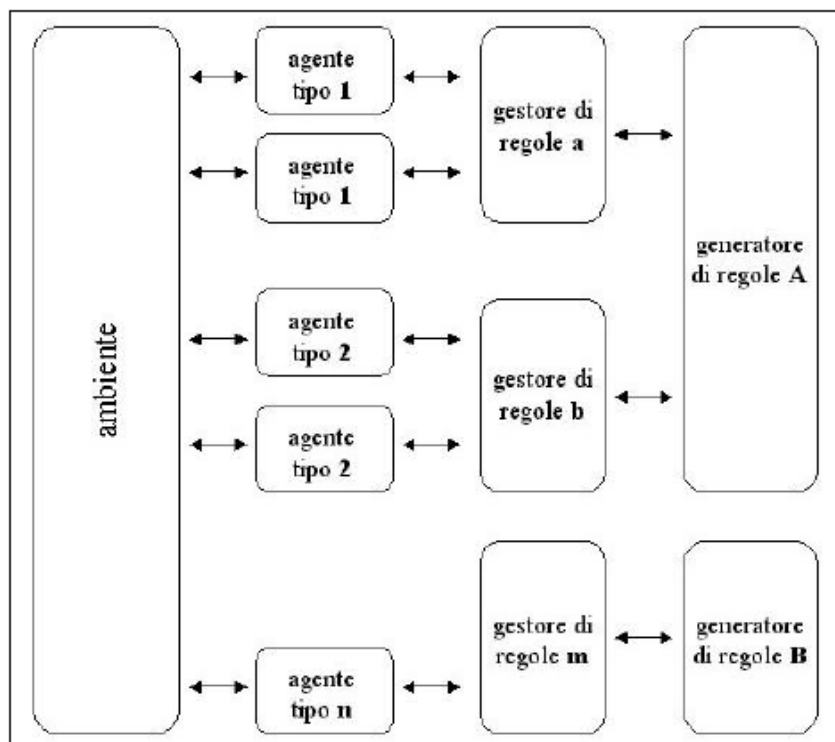 ambiente
agente
tipo 1
agente
tipo 1
agente
tipo 2
agente
tipo 2
agente
tipo n
gestore di
regole a
gestore di
regole b
gestore di
regole m
generatore
di regole A
generatore
di regole B